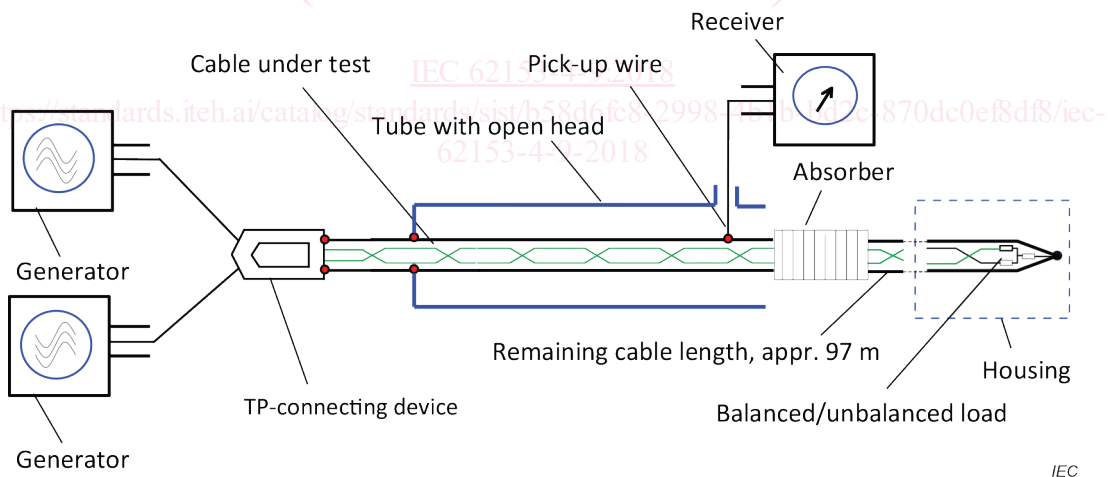 Receiver
Cable under test
Pick-up wire
IEC 62153-4-9:2018
Tube with open head
62153-4-9-2018
Absorber
Generator
Remaining cable length, appr. 97 m
Housing
TP-connecting device
Balanced/unbalanced load
Generator
IEC